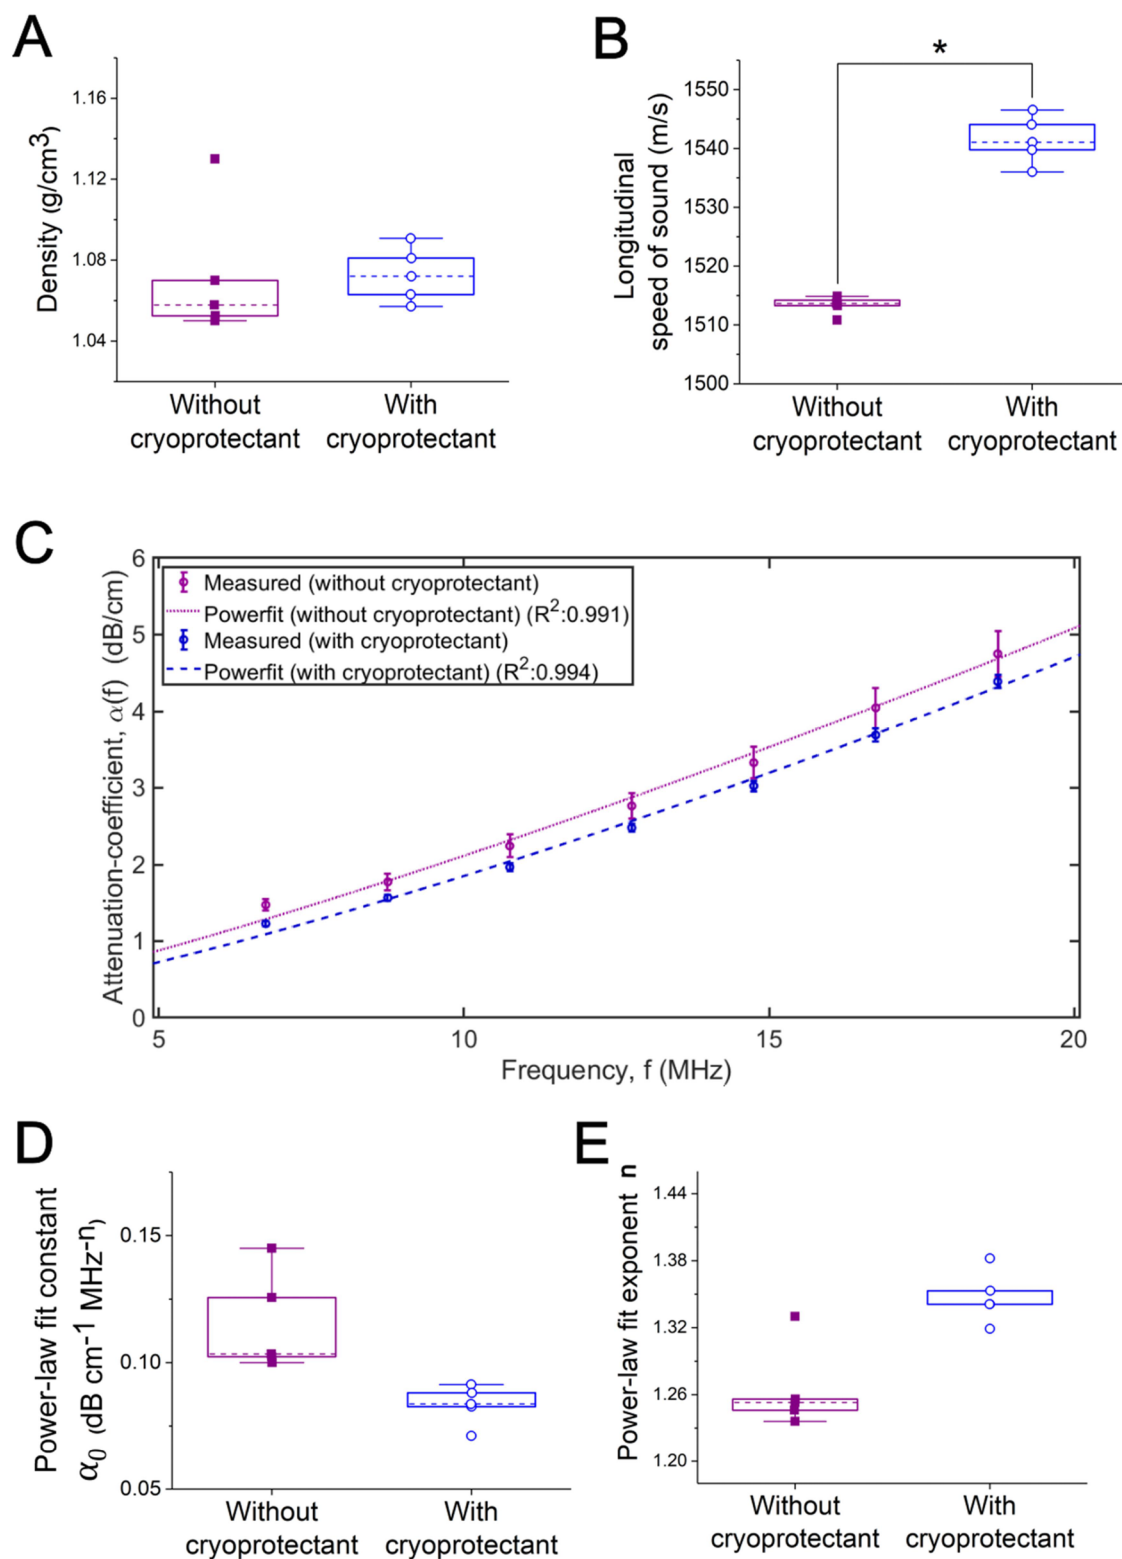 A
Density (g/cm³)
1.16
1.12
1.08
1.04
Without
cryoprotectant
With
cryoprotectant
B
*
Longitudinal
speed of sound (m/s)
1550
1540
1530
1520
1510
1500
Without
cryoprotectant
With
cryoprotectant
C
Attenuation-coefficient, α(f) (dB/cm)
6
5
4
3
2
1
0
Measured (without cryoprotectant)
Powerfit (without cryoprotectant) (R²:0.991)
Measured (with cryoprotectant)
Powerfit (with cryoprotectant) (R²:0.994)
5
10
15
20
Frequency, f (MHz)
D
Power-law fit constant
α₀ (dB cm⁻¹ MHz⁻ⁿ)
0.15
0.10
0.05
Without
cryoprotectant
With
cryoprotectant
E
Power-law fit exponent n
1.44
1.38
1.32
1.26
1.20
Without
cryoprotectant
With
cryoprotectant